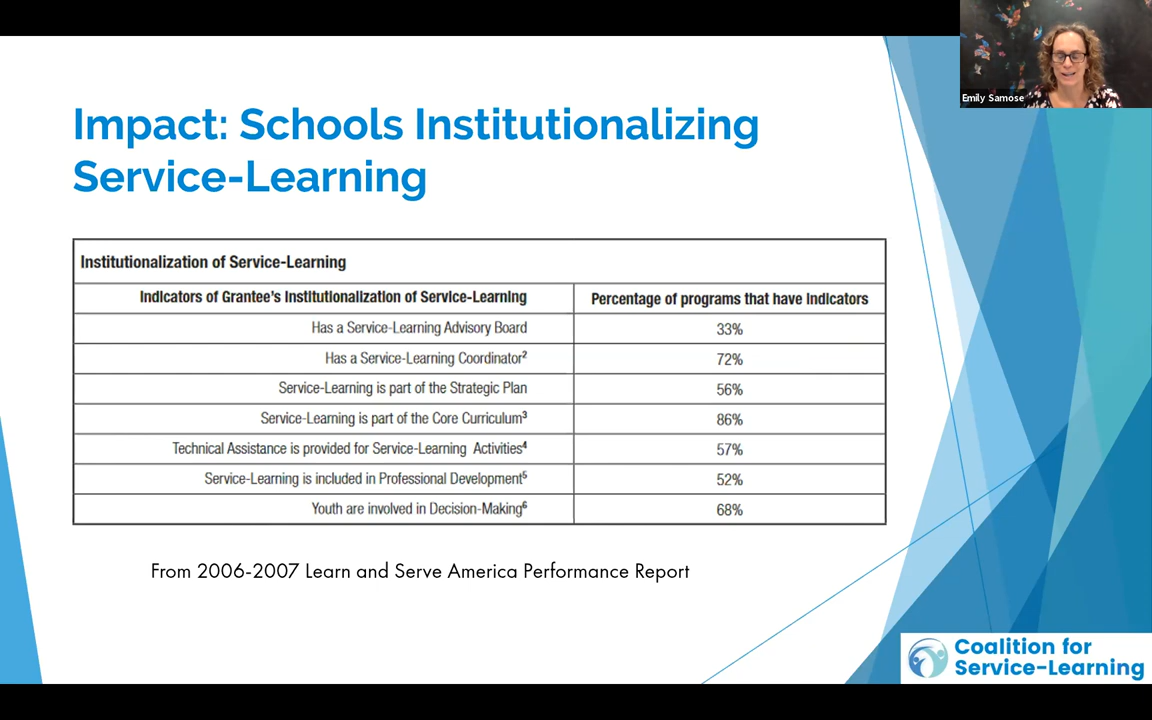 Emily Samose
Impact: Schools Institutionalizing
Service-Learning
Institutionalization of Service-Learning
Indicators of Grantee's Institutionalization of Service-Learning Percentage of programs that have indicators
Has a Service-Learning Advisory Board 33%
Has a Service-Learning Coordinator² 72%
Service-Learning is part of the Strategic Plan 56%
Service-Learning is part of the Core Curriculum³ 86%
Technical Assistance is provided for Service-Learning Activities⁴ 57%
Service-Learning is included in Professional Development⁵ 52%
Youth are involved in Decision-Making⁶ 68%
From 2006-2007 Learn and Serve America Performance Report
Coalition for
Service-Learning